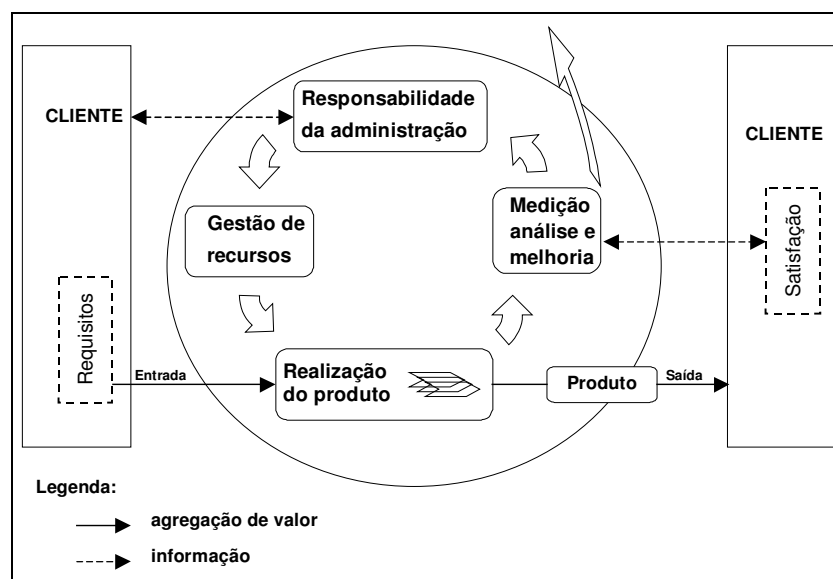 CLIENTE
Responsabilidade
da administração
CLIENTE
Gestão de
recursos
Medição
análise e
melhoria
Satisfação
Requisitos
Entrada
Realização
do produto
Produto
Saída
Legenda:
agregação de valor
informação